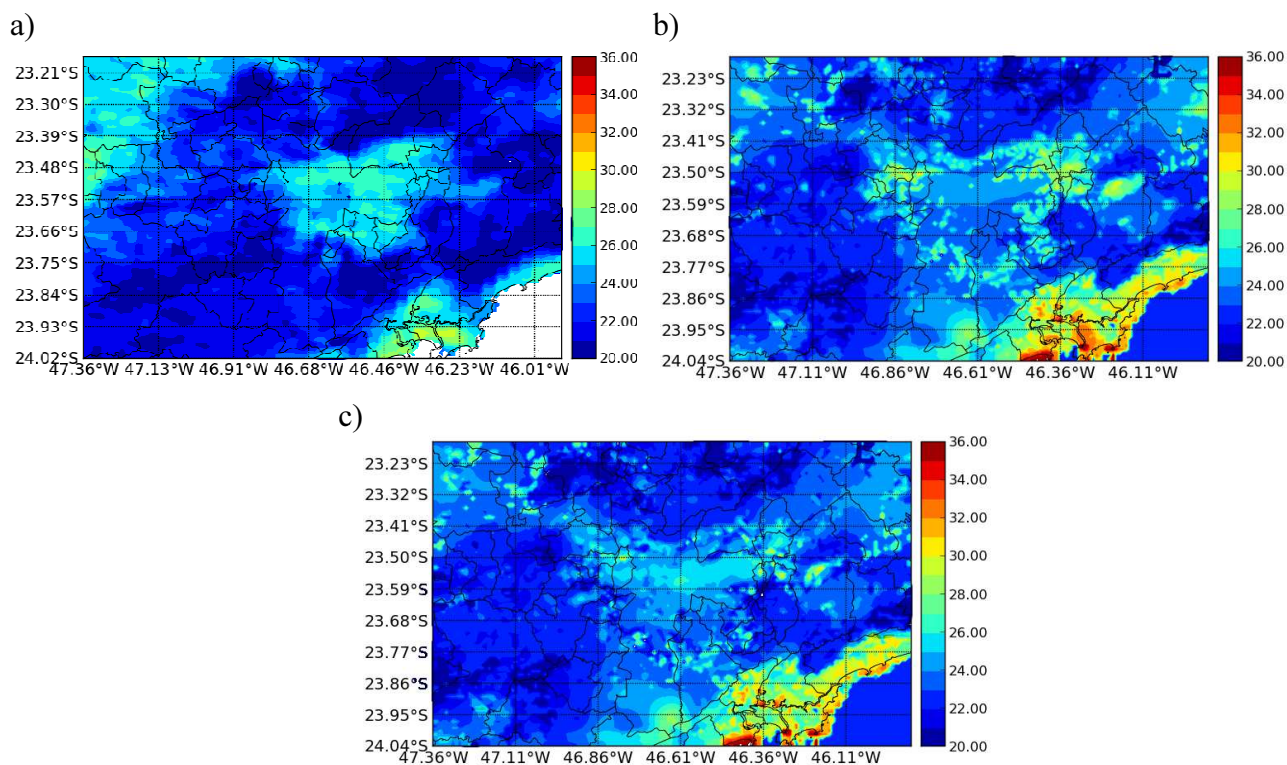 a)
23.21°S
23.30°S
23.39°S
23.48°S
23.57°S
23.66°S
23.75°S
23.84°S
23.93°S
24.02°S
47.36°W 47.13°W 46.91°W 46.68°W 46.46°W 46.23°W 46.01°W
36.00
34.00
32.00
30.00
28.00
26.00
24.00
22.00
20.00
b)
23.23°S
23.32°S
23.41°S
23.50°S
23.59°S
23.68°S
23.77°S
23.86°S
23.95°S
24.04°S
47.36°W 47.11°W 46.86°W 46.61°W 46.36°W 46.11°W
36.00
34.00
32.00
30.00
28.00
26.00
24.00
22.00
20.00
c)
23.23°S
23.32°S
23.41°S
23.50°S
23.59°S
23.68°S
23.77°S
23.86°S
23.95°S
24.04°S
47.36°W 47.11°W 46.86°W 46.61°W 46.36°W 46.11°W
36.00
34.00
32.00
30.00
28.00
26.00
24.00
22.00
20.00